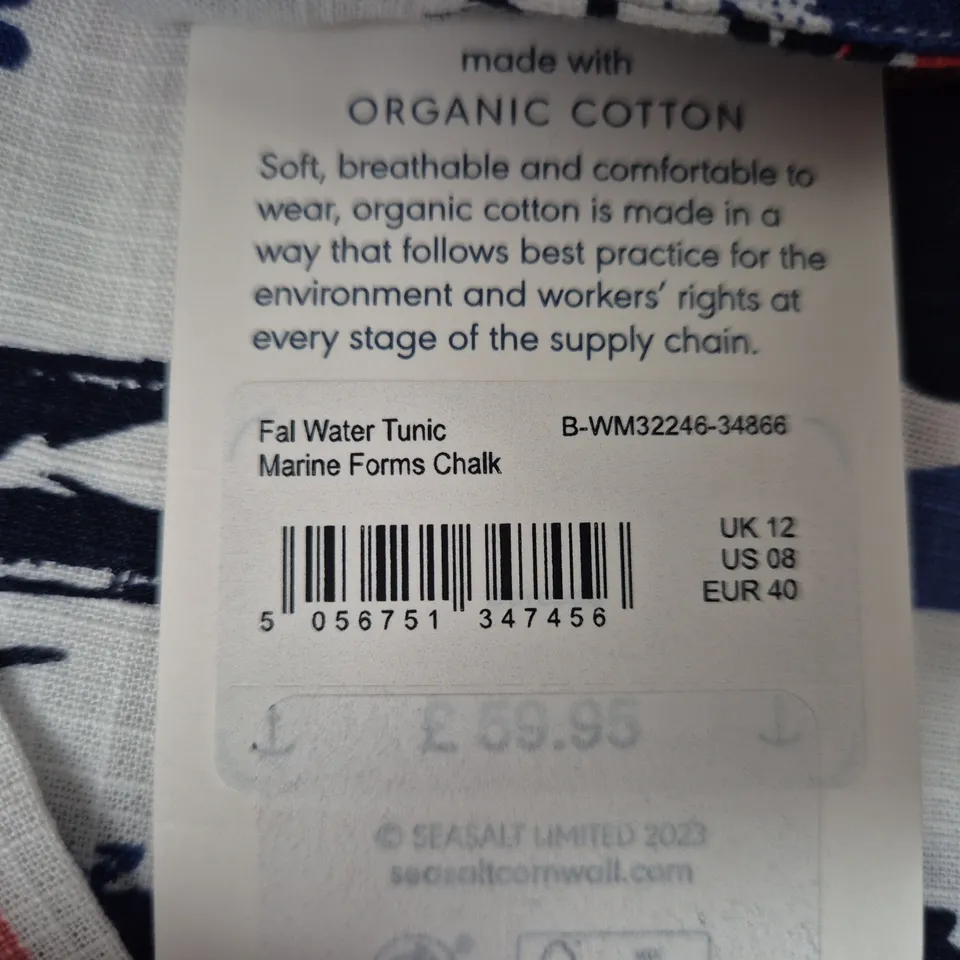 made with
ORGANIC COTTON
Soft, breathable and comfortable to
wear, organic cotton is made in a
way that follows best practice for the
environment and workers' rights at
every stage of the supply chain.
Fal Water Tunic B-WM32246-34866
Marine Forms Chalk
UK 12
US 08
EUR 40
5 056751 347456
£ 59.95
© SEASALT LIMITED 2023
seasaltcornwall.com